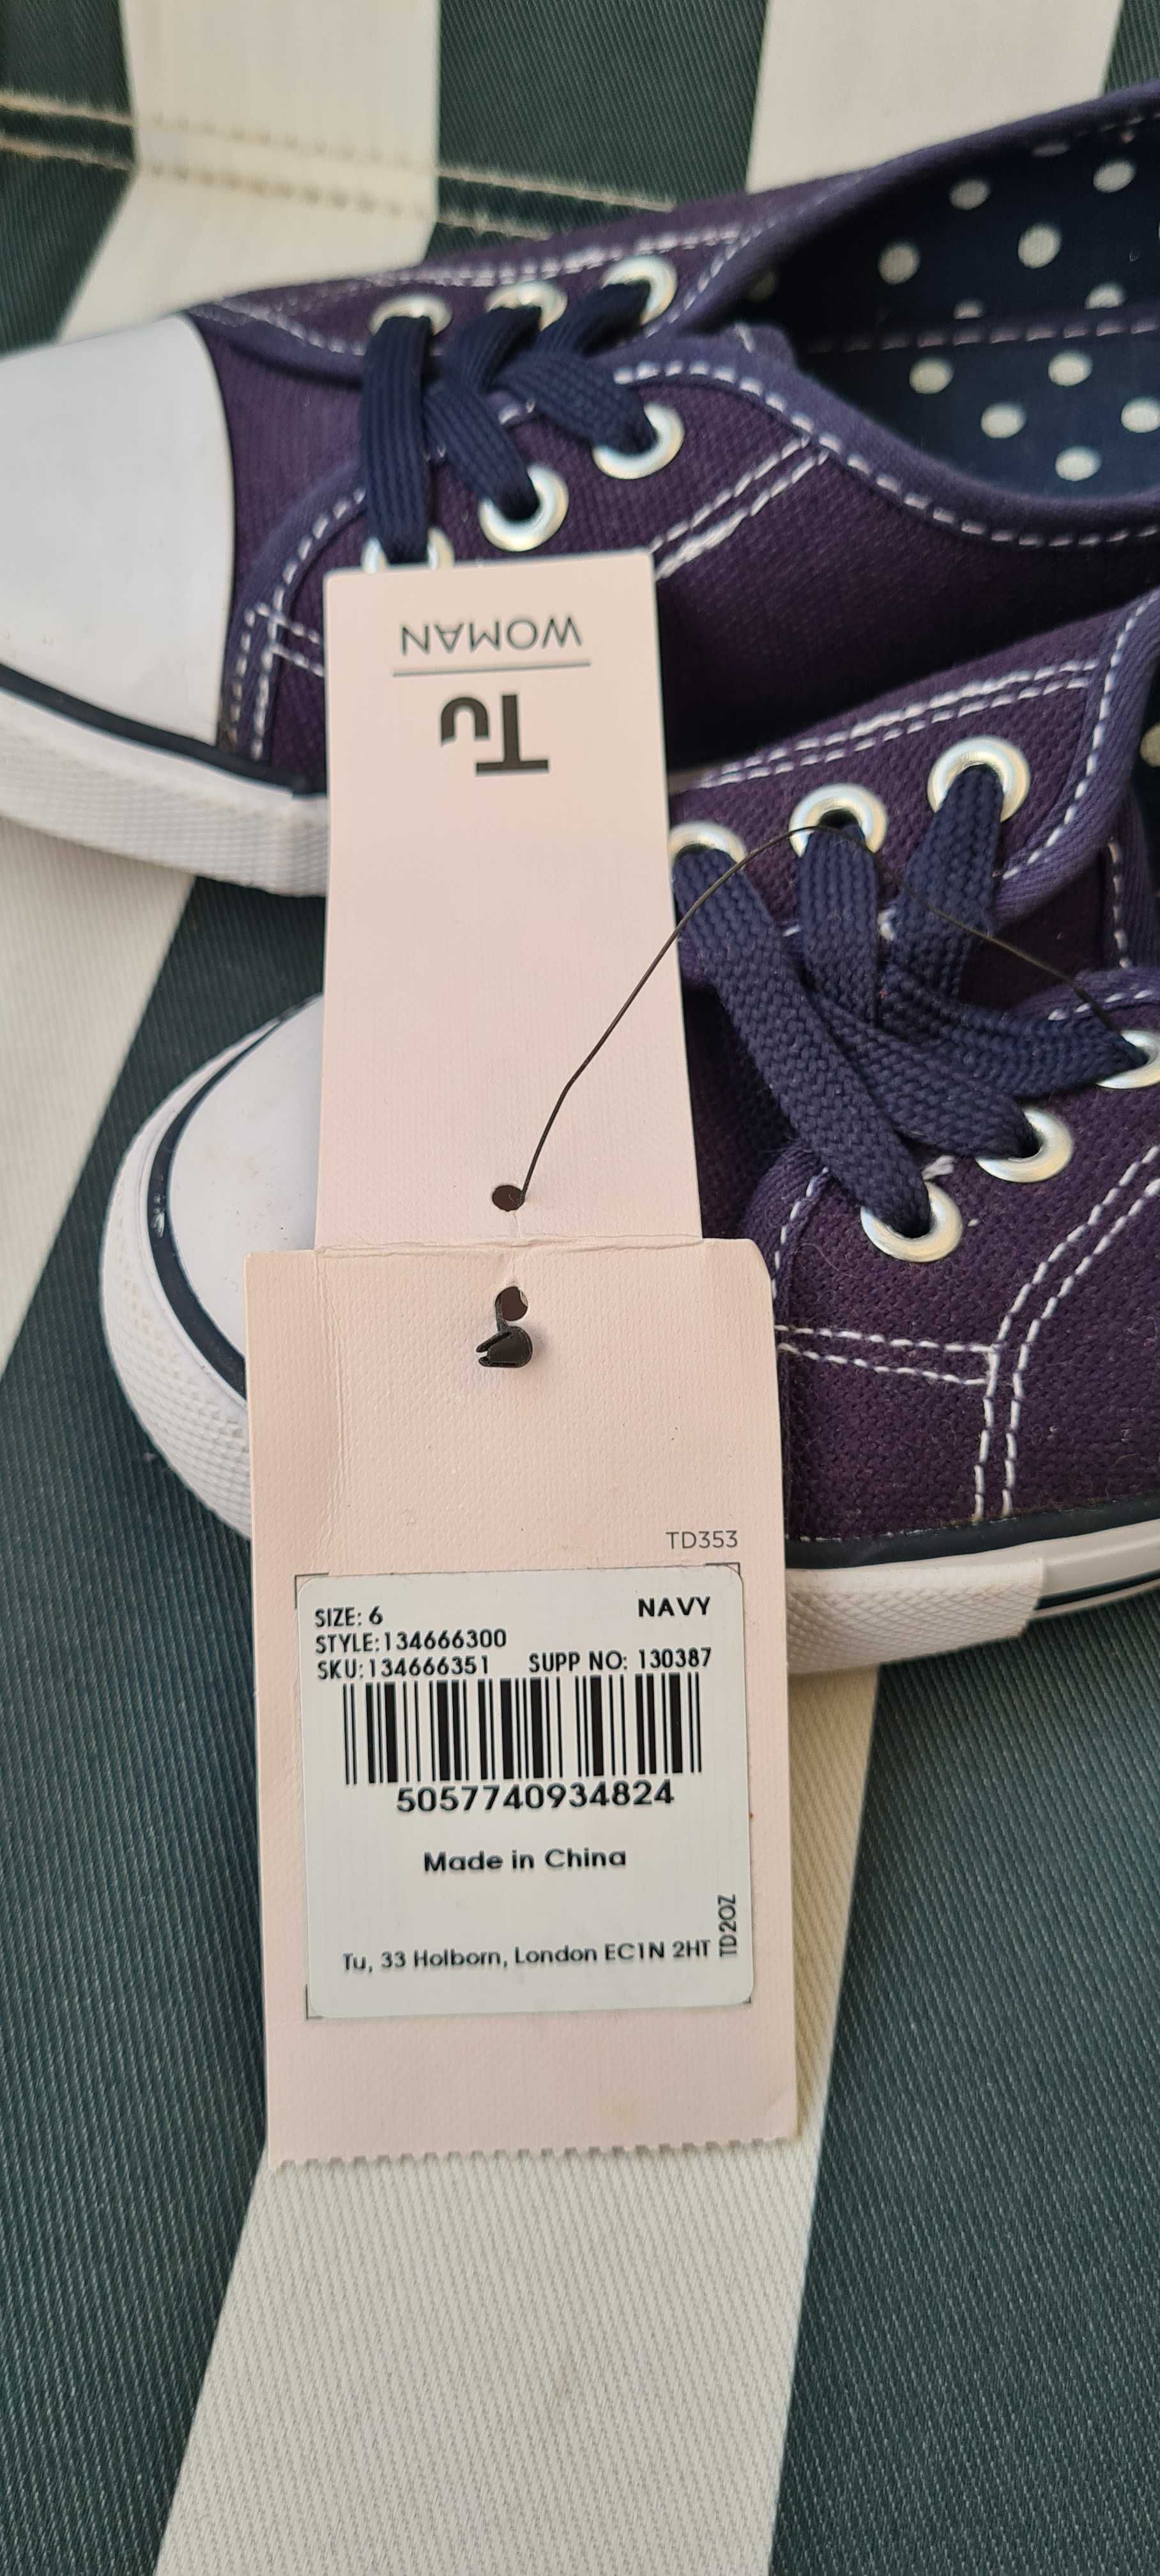 Tu
WOMAN
TD353
SIZE: 6 NAVY
STYLE:134666300
SKU:134666351 SUPP NO: 130387
5057740934824
Made in China
Tu, 33 Holborn, London EC1N 2HT
TD2OZ